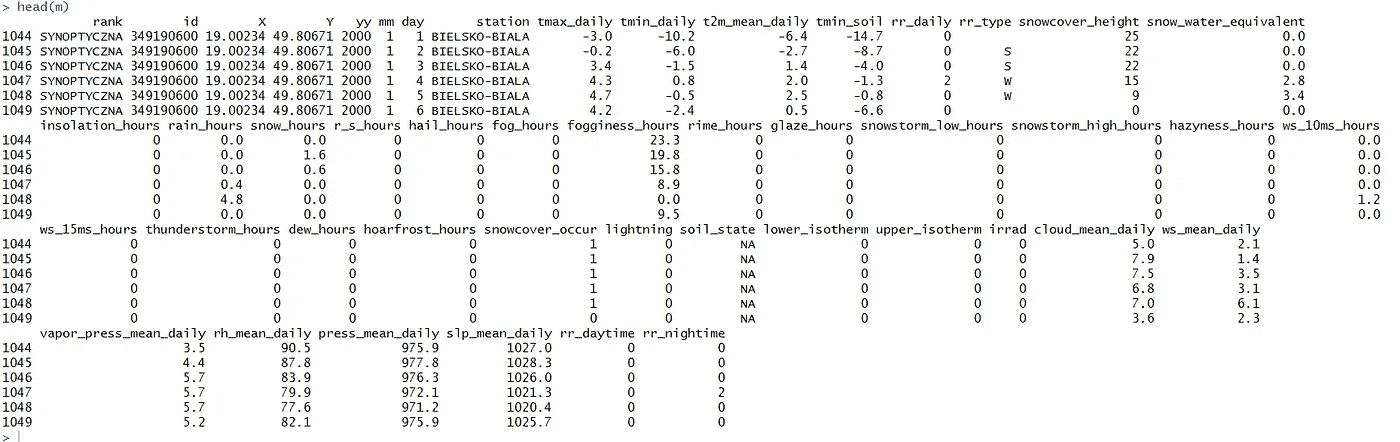 > head(m)
rank id X Y yy mm day station tmax_daily tmin_daily t2m_mean_daily tmin_soil rr_daily rr_type snowcover_height snow_water_equivalent
1044 SYNOPTYCZNA 349190600 19.00234 49.80671 2000 1 1 BIELSKO-BIALA -3.0 -10.2 -6.4 -14.7 0 25 0.0
1045 SYNOPTYCZNA 349190600 19.00234 49.80671 2000 1 2 BIELSKO-BIALA -0.2 -6.0 -2.7 -8.7 0 S 22 0.0
1046 SYNOPTYCZNA 349190600 19.00234 49.80671 2000 1 3 BIELSKO-BIALA 3.4 -1.5 1.4 -4.0 0 S 22 0.0
1047 SYNOPTYCZNA 349190600 19.00234 49.80671 2000 1 4 BIELSKO-BIALA 4.3 0.8 2.0 -1.3 2 W 15 2.8
1048 SYNOPTYCZNA 349190600 19.00234 49.80671 2000 1 5 BIELSKO-BIALA 4.7 -0.5 2.5 -0.8 0 W 9 3.4
1049 SYNOPTYCZNA 349190600 19.00234 49.80671 2000 1 6 BIELSKO-BIALA 4.2 -2.4 0.5 -6.6 0 0 0.0
insolation_hours rain_hours snow_hours r_s_hours hail_hours fog_hours fogginess_hours rime_hours glaze_hours snowstorm_low_hours snowstorm_high_hours hazyness_hours ws_10ms_hours
1044 0 0.0 0.0 0 0 0 23.3 0 0 0 0 0 0.0
1045 0 0.0 1.6 0 0 0 19.8 0 0 0 0 0 0.0
1046 0 0.0 0.6 0 0 0 15.8 0 0 0 0 0 0.0
1047 0 0.4 0.0 0 0 0 8.9 0 0 0 0 0 0.0
1048 0 4.8 0.0 0 0 0 0.0 0 0 0 0 0 1.2
1049 0 0.0 0.0 0 0 0 9.5 0 0 0 0 0 0.0
ws_15ms_hours thunderstorm_hours dew_hours hoarfrost_hours snowcover_occur lightning soil_state lower_isotherm upper_isotherm irrad cloud_mean_daily ws_mean_daily
1044 0 0 0 0 1 0 NA 0 0 0 5.0 2.1
1045 0 0 0 0 1 0 NA 0 0 0 7.9 1.4
1046 0 0 0 0 1 0 NA 0 0 0 7.5 3.5
1047 0 0 0 0 1 0 NA 0 0 0 6.8 3.1
1048 0 0 0 0 1 0 NA 0 0 0 7.0 6.1
1049 0 0 0 0 0 0 NA 0 0 0 3.6 2.3
vapor_press_mean_daily rh_mean_daily press_mean_daily slp_mean_daily rr_daytime rr_nightime
1044 3.5 90.5 975.9 1027.0 0 0
1045 4.4 87.8 977.8 1028.3 0 0
1046 5.7 83.9 976.3 1026.0 0 0
1047 5.7 79.9 972.1 1021.3 0 2
1048 5.7 77.6 971.2 1020.4 0 0
1049 5.2 82.1 975.9 1025.7 0 0
>